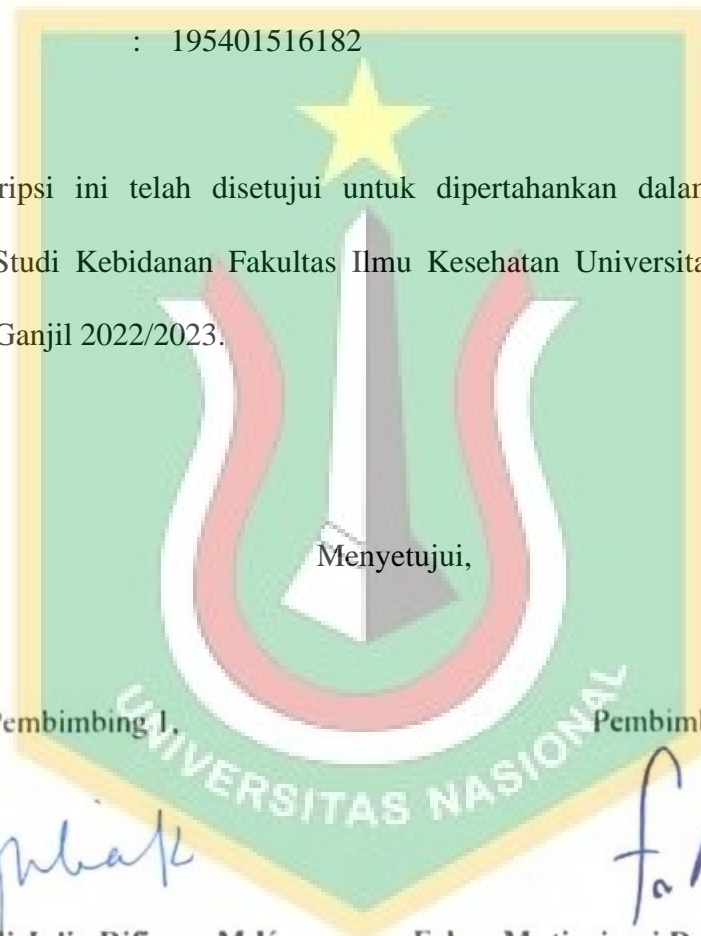 : 195401516182
ripsi ini telah disetujui untuk dipertahankan dalam
Studi Kebidanan Fakultas Ilmu Kesehatan Universita
Ganjil 2022/2023.
Menyetujui,
Pembimbing 1, Pembimb
UNIVERSITAS NASIONAL